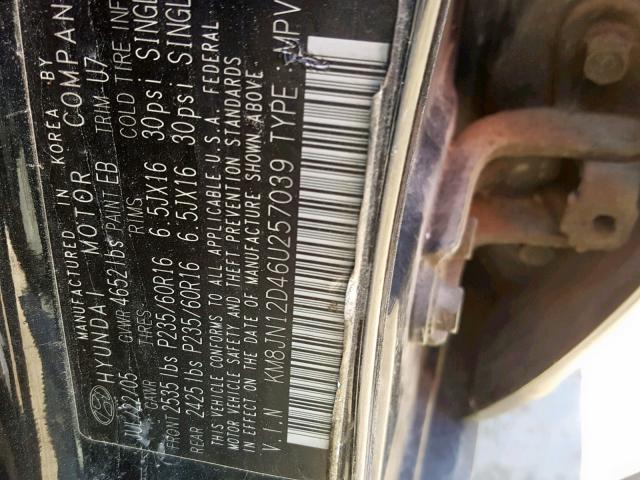 MANUFACTURED IN KOREA BY
HYUNDAI MOTOR COMPAN
JUL.22.05 GVWR 4652 lbs PAINT EB TRIM U7
GAWR TIRES RIMS COLD TIRE INF
FRONT 2535 lbs P235/60R16 6.5JX16 30psi SINGL
REAR 2425 lbs P235/60R16 6.5JX16 30psi SINGL
THIS VEHICLE CONFORMS TO ALL APPLICABLE U.S.A. FEDERAL
MOTOR VEHICLE SAFETY AND THEFT PREVENTION STANDARDS
IN EFFECT ON THE DATE OF MANUFACTURE SHOWN ABOVE
V.I.N KM8JN12D46U257039 TYPE : MPV